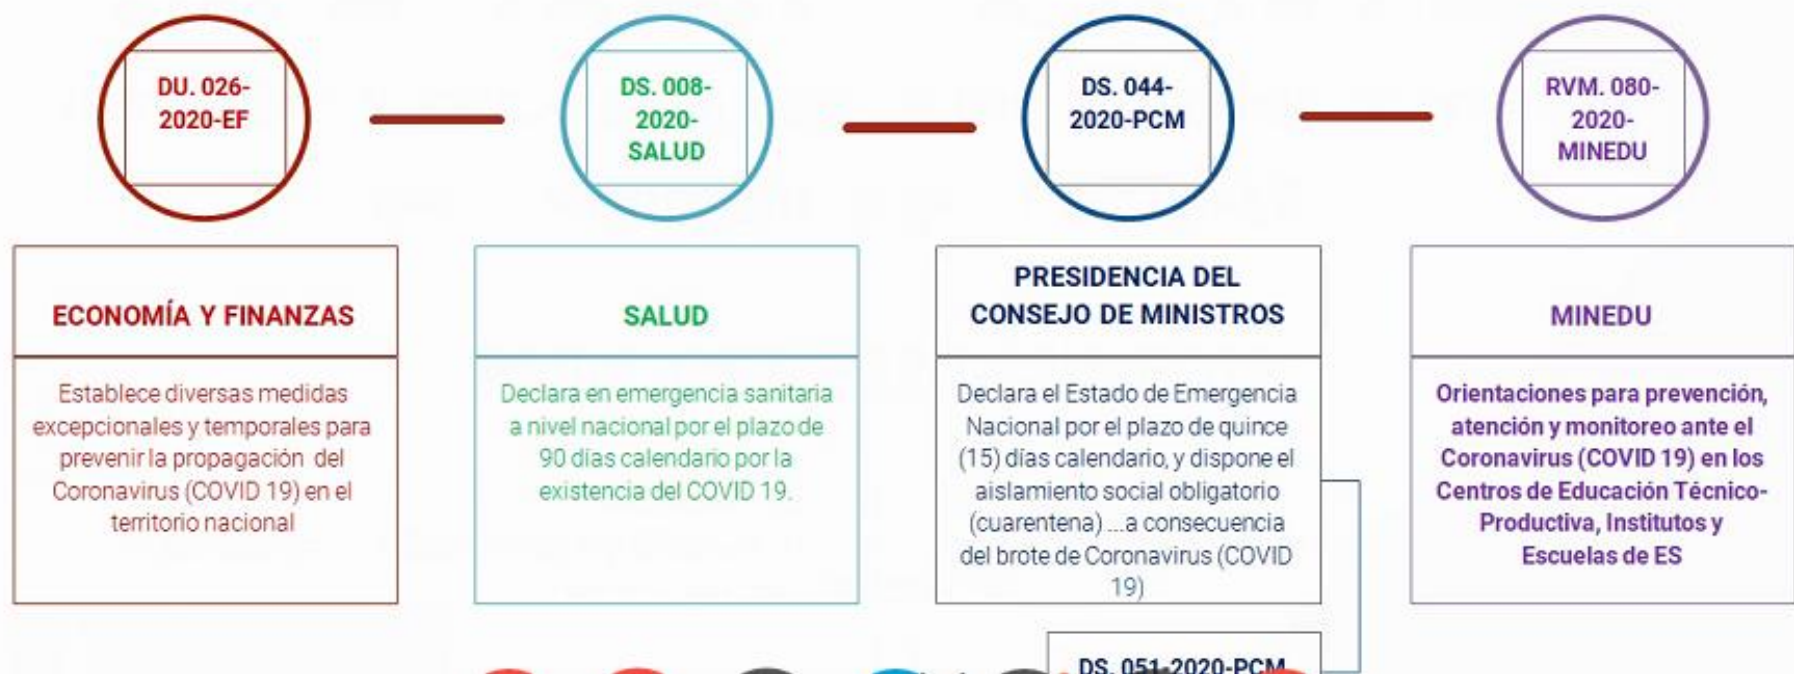 DU. 026-
2020-EF
DS. 008-
2020-
SALUD
DS. 044-
2020-PCM
RVM. 080-
2020-
MINEDU
ECONOMÍA Y FINANZAS
Establece diversas medidas
excepcionales y temporales para
prevenir la propagación del
Coronavirus (COVID 19) en el
territorio nacional
SALUD
Declara en emergencia sanitaria
a nivel nacional por el plazo de
90 días calendario por la
existencia del COVID 19.
PRESIDENCIA DEL
CONSEJO DE MINISTROS
Declara el Estado de Emergencia
Nacional por el plazo de quince
(15) días calendario, y dispone el
aislamiento social obligatorio
(cuarentena) ...a consecuencia
del brote de Coronavirus (COVID
19)
MINEDU
Orientaciones para prevención,
atención y monitoreo ante el
Coronavirus (COVID 19) en los
Centros de Educación Técnico-
Productiva, Institutos y
Escuelas de ES
DS. 051-2020-PCM